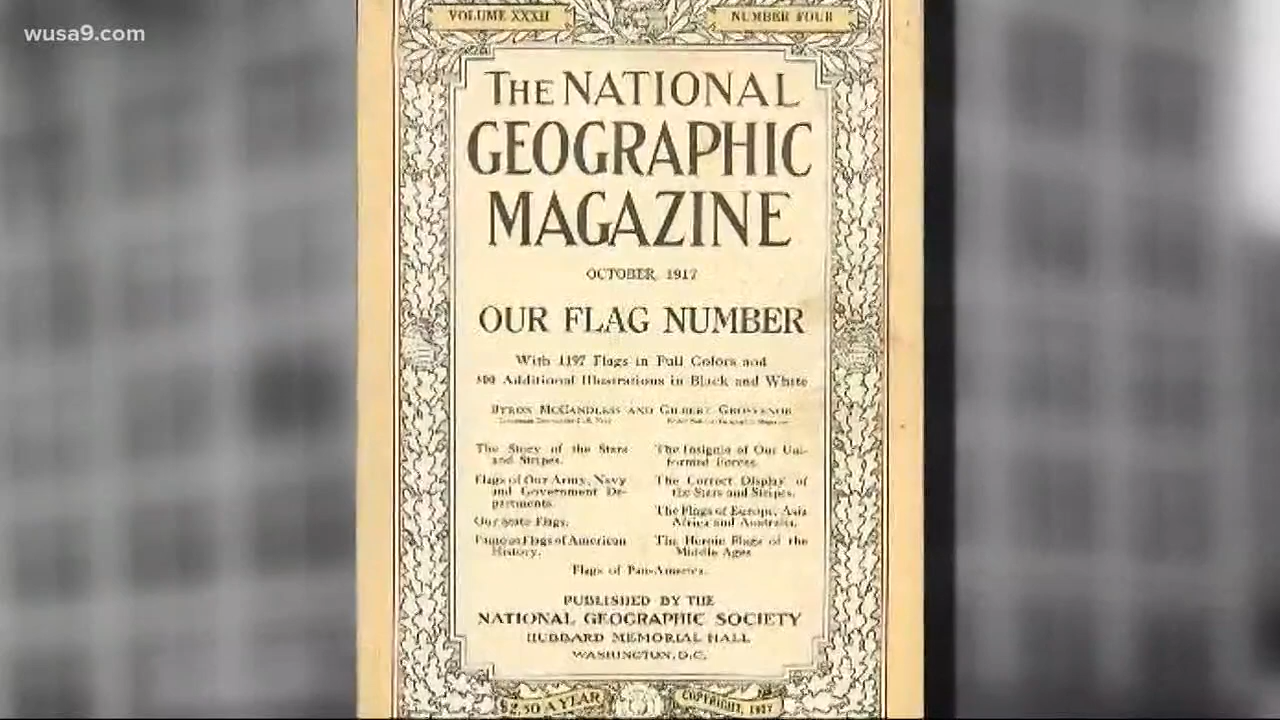 wusa9.com
VOLUME XXXII
NUMBER FOUR
THE NATIONAL
GEOGRAPHIC
MAGAZINE
OCTOBER, 1917
OUR FLAG NUMBER
With 1197 Flags in Full Colors and
300 Additional Illustrations in Black and White
BYRON McCANDLESS AND GILBERT GROSVENOR
The Story of the Stars
and Stripes.
Flags of Our Army, Navy
and Government De-
partments.
Our State Flags.
Famous Flags of American
History.
The Insignia of Our Uni-
formed Forces.
The Correct Display of
the Stars and Stripes.
The Flags of Europe, Asia
Africa and Australia.
The Heroic Flags of the
Middle Ages
Flags of Pan-America.
PUBLISHED BY THE
NATIONAL GEOGRAPHIC SOCIETY
HUBBARD MEMORIAL HALL
WASHINGTON, D.C.
$2.50 A YEAR
COPYRIGHT, 1917